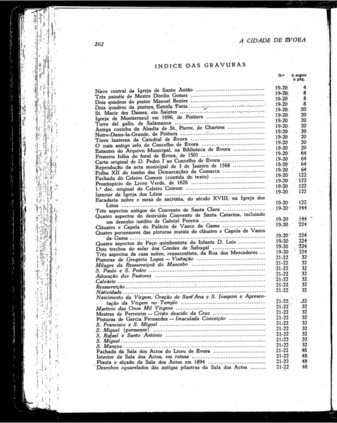 202 A CIDADE DE ÉVORA
INDICE DAS GRAVURAS
N.º A seguir à pág.
Nave central da Igreja de Santo Antão 19-20 4
Três painéis de Mestre Diórdio Gomes 19-20 8
Dois quadros do pintor Manuel Bentes 19-20 8
Dois quadros da pintora Estrela Faria 19-20 8
St. Marie des Dames, em Saintes 19-20 20
Igreja de Montierneuf em 1696, de Poitiers 19-20 20
Torre del gallo, de Salamanca 19-20 20
Antiga cozinha da Abadia de St. Pierre, de Chartres 19-20 20
Notre-Dame-la-Grande, de Poitiers 19-20 20
Torre lanterna da Catedral de Évora 19-20 20
O mais antigo selo do Concelho de Évora 19-20 20
Estantes do Arquivo Municipal, na Biblioteca de Évora 19-20 20
Primeira folha do foral de Évora, de 1501 19-20 64
Carta original de D. Pedro I ao Concelho de Évora 19-20 64
Reprodução da acta municipal de 3 de Janeiro de 1568 19-20 64
Folha XII do tombo das Demarcações da Comarca 19-20 64
Fachada do Celeiro Comum (comida do texto) 19-20 122
Frontispício do Livro Verde, de 1626 19-20 122
1.º doc. original do Celeiro Comum 19-20 122
Interior da Igreja dos Lóios 19-20 122
Escadaria sobre a mesa da sacristia, do século XVIII, na Igreja dos
Lóios 19-20 122
Três aspectos antigos do Convento de Santa Clara 19-20 144
Quatro aspectos do destruído Convento de Santa Catarina, incluindo
um desenho inédito de Gabriel Pereira 19-20 144
Claustro e Capela do Palácio de Vasco da Gama 19-20 224
Quatro pormenores das pinturas murais do claustro e Capela de Vasco
da Gama 19-20 224
Quatro aspectos do Paço quinhentista do Infante D. Luís 19-20 224
Dois trechos do solar dos Condes de Sabugal 19-20 224
Três aspectos da casa nobre, renascentista, da Rua dos Mercadores 19-20 224
Pinturas de Gregório Lopes — Visitação 21-22 32
Milagre da Ressurreição do Mancebo 21-22 32
S. Paulo e S. Pedro 21-22 32
Adoração dos Pastores 21-22 32
Calvário 21-22 32
Ressurreição 21-22 32
Natividade 21-22 32
Nascimento da Virgem, Oração de Sant'Ana e S. Joaquim e Apresentação
da Virgem no Templo 21-22 32
Martírio das Onze Mil Virgens 21-22 32
Mestres de Ferreirim — Cristo descido da Cruz 21-22 32
Pinturas de Garcia Fernandes — Imaculada Conceição 21-22 32
S. Francisco e S. Miguel 21-22 32
S. Miguel (pormenor) 21-22 32
S. Rafael e Santo António 21-22 32
S. Miguel 21-22 32
S. Marços 21-22 32
Fachada da Sala dos Actos do Liceu de Évora 21-22 48
Interior da Sala dos Actos, em ruínas 21-22 48
Planta e alçado da Sala dos Actos em 1894 21-22 48
Desenhos aguarelados das antigas pilastras da Sala dos Actos 21-22 48